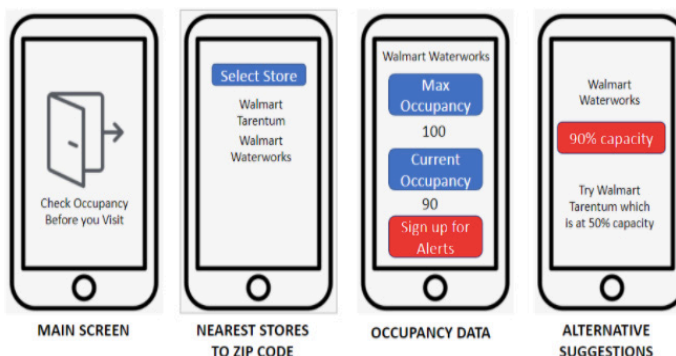 Check Occupancy
Before you Visit
MAIN SCREEN
Select Store
Walmart
Tarentum
Walmart
Waterworks
NEAREST STORES
TO ZIP CODE
Walmart Waterworks
Max
Occupancy
100
Current
Occupancy
90
Sign up for
Alerts
OCCUPANCY DATA
Walmart
Waterworks
90% capacity
Try Walmart
Tarentum which
is at 50% capacity
ALTERNATIVE
SUGGESTIONS